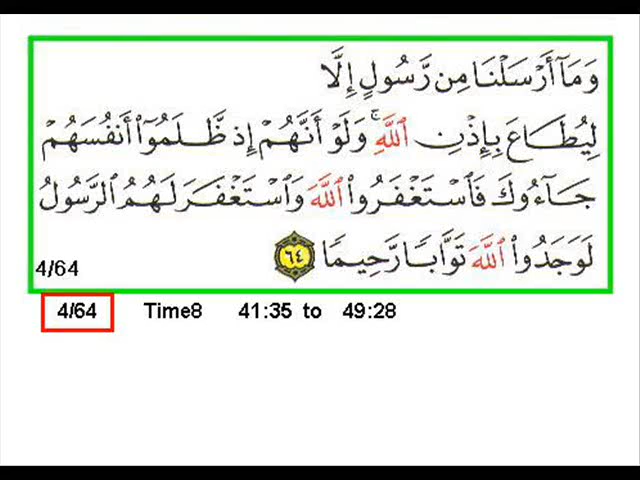 وَمَآ أَرۡسَلۡنَا مِن رَّسُولٍ إِلَّا
لِيُطَاعَ بِإِذۡنِ ٱللَّهِۚ وَلَوۡ أَنَّهُمۡ إِذ ظَّلَمُوٓاْ أَنفُسَهُمۡ
جَآءُوكَ فَٱسۡتَغۡفَرُواْ ٱللَّهَ وَٱسۡتَغۡفَرَ لَهُمُ ٱلرَّسُولُ
لَوَجَدُواْ ٱللَّهَ تَوَّابٗا رَّحِيمٗا ٦٤
4/64
4/64 Time8 41:35 to 49:28